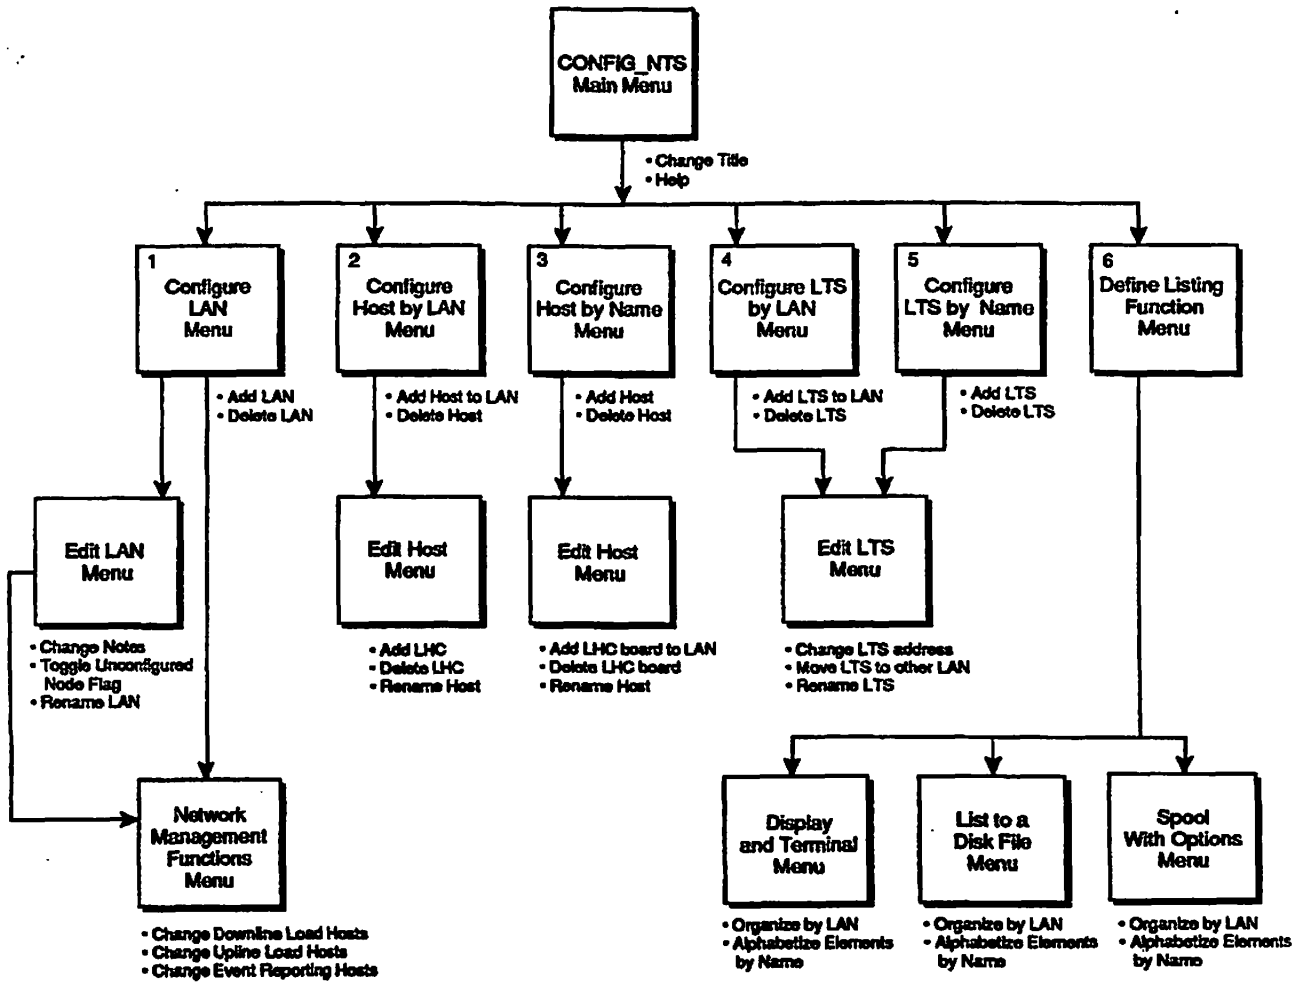 CONFIG_NTS
Main Menu
• Change Title
• Help
1
Configure
LAN
Menu
2
Configure
Host by LAN
Menu
3
Configure
Host by Name
Menu
4
Configure LTS
by LAN
Menu
5
Configure
LTS by Name
Menu
6
Define Listing
Function
Menu
• Add LAN
• Delete LAN
• Add Host to LAN
• Delete Host
• Add Host
• Delete Host
• Add LTS to LAN
• Delete LTS
• Add LTS
• Delete LTS
Edit LAN
Menu
Edit Host
Menu
Edit Host
Menu
Edit LTS
Menu
• Change Notes
• Toggle Unconfigured
Node Flag
• Rename LAN
• Add LHC
• Delete LHC
• Rename Host
• Add LHC board to LAN
• Delete LHC board
• Rename Host
• Change LTS address
• Move LTS to other LAN
• Rename LTS
Network
Management
Functions
Menu
Display
and Terminal
Menu
List to a
Disk File
Menu
Spool
With Options
Menu
• Change Downline Load Hosts
• Change Upline Load Hosts
• Change Event Reporting Hosts
• Organize by LAN
• Alphabetize Elements
by Name
• Organize by LAN
• Alphabetize Elements
by Name
• Organize by LAN
• Alphabetize Elements
by Name